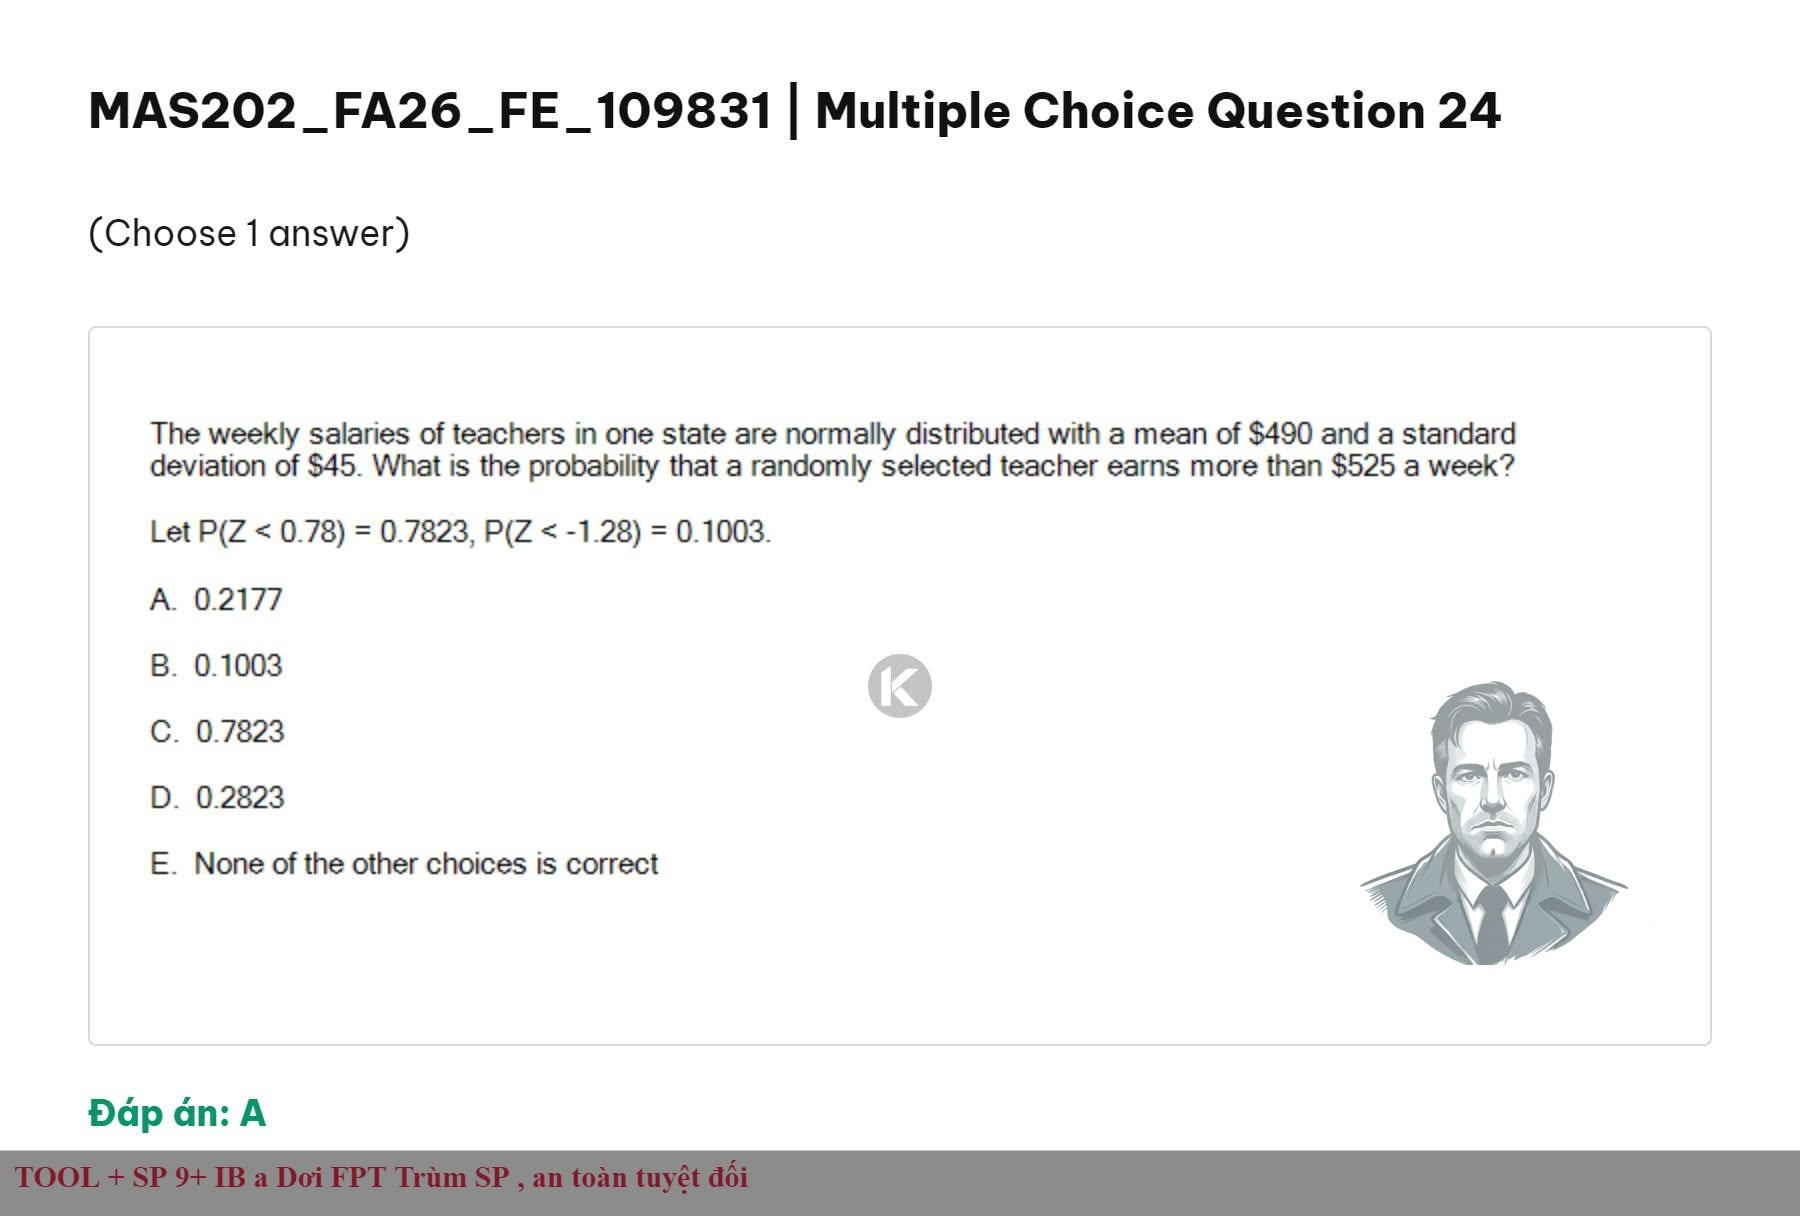 MAS202_FA26_FE_109831 | Multiple Choice Question 24
(Choose 1 answer)
The weekly salaries of teachers in one state are normally distributed with a mean of $490 and a standard
deviation of $45. What is the probability that a randomly selected teacher earns more than $525 a week?
Let P(Z < 0.78) = 0.7823, P(Z < -1.28) = 0.1003.
A. 0.2177
B. 0.1003
C. 0.7823
D. 0.2823
E. None of the other choices is correct
K
Đáp án: A
TOOL + SP 9+ IB a Dơi FPT Trùm SP , an toàn tuyệt đối